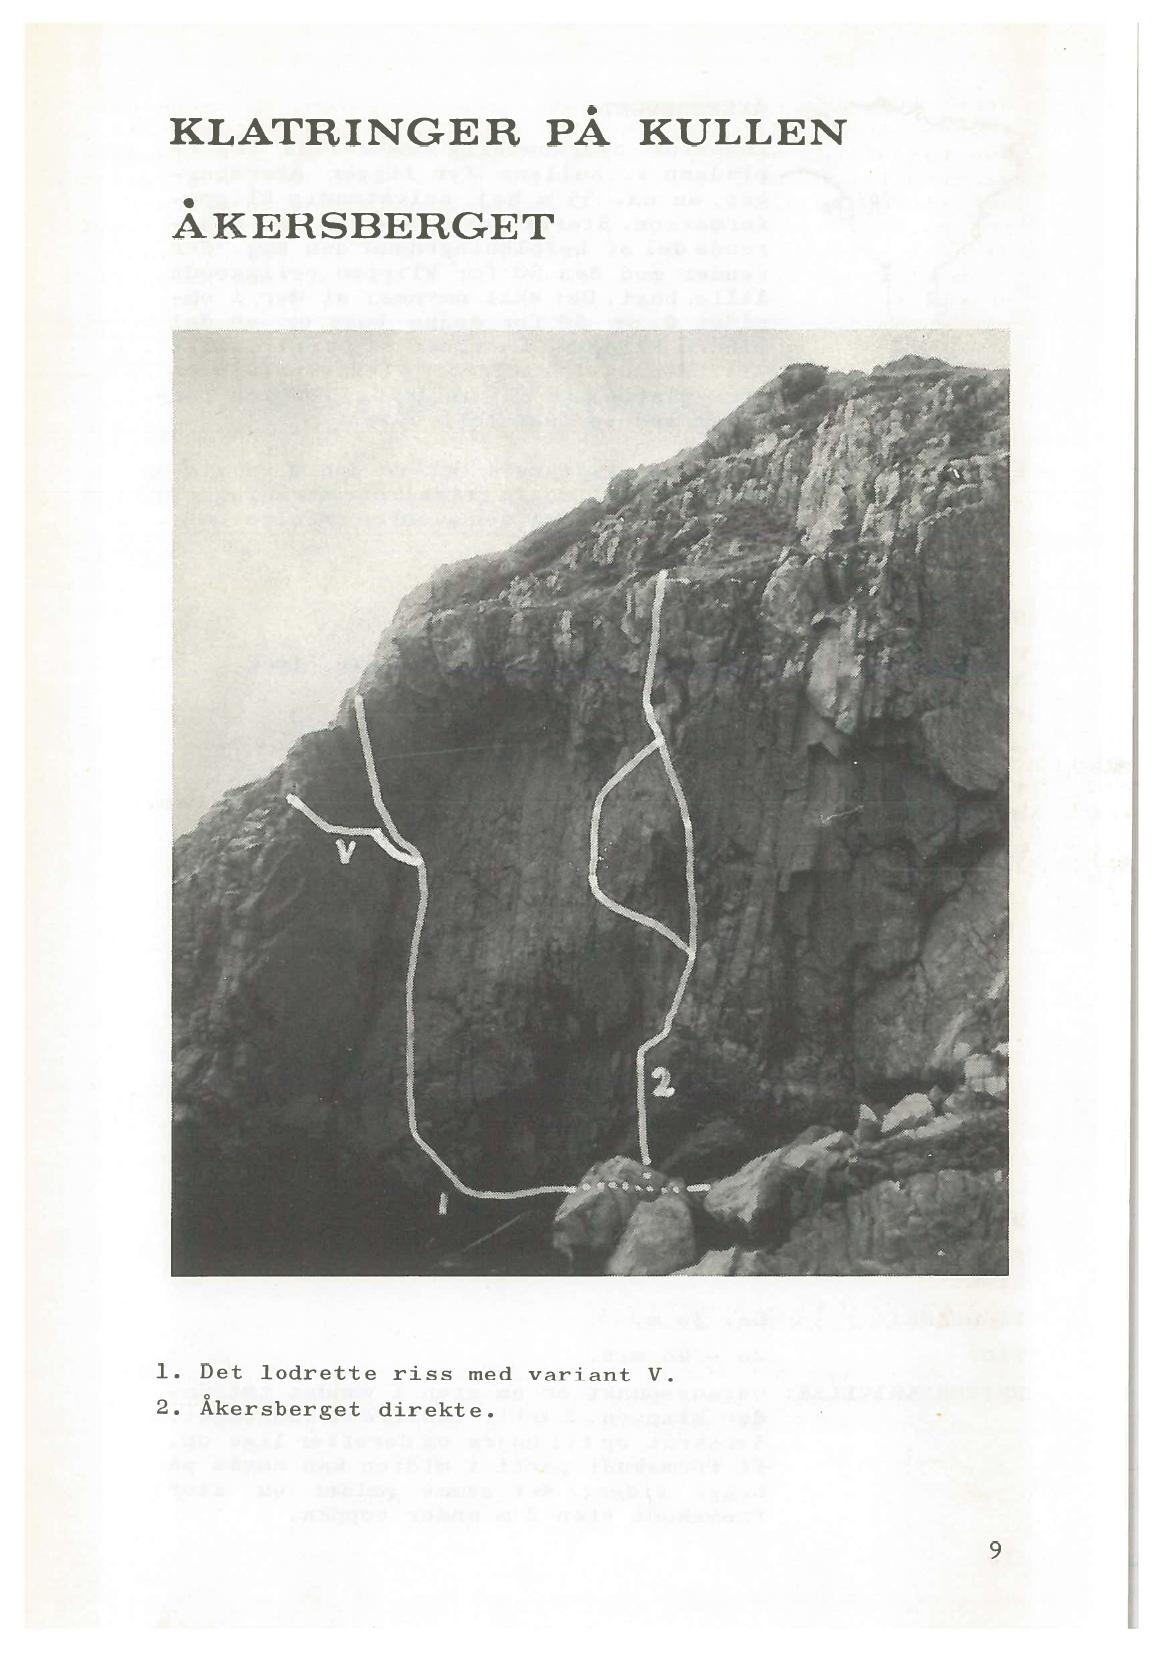 KLATRINGER PÅ KULLEN
ÅKERSBERGET
V
2
1
1. Det lodrette riss med variant V.
2. Åkersberget direkte.
9